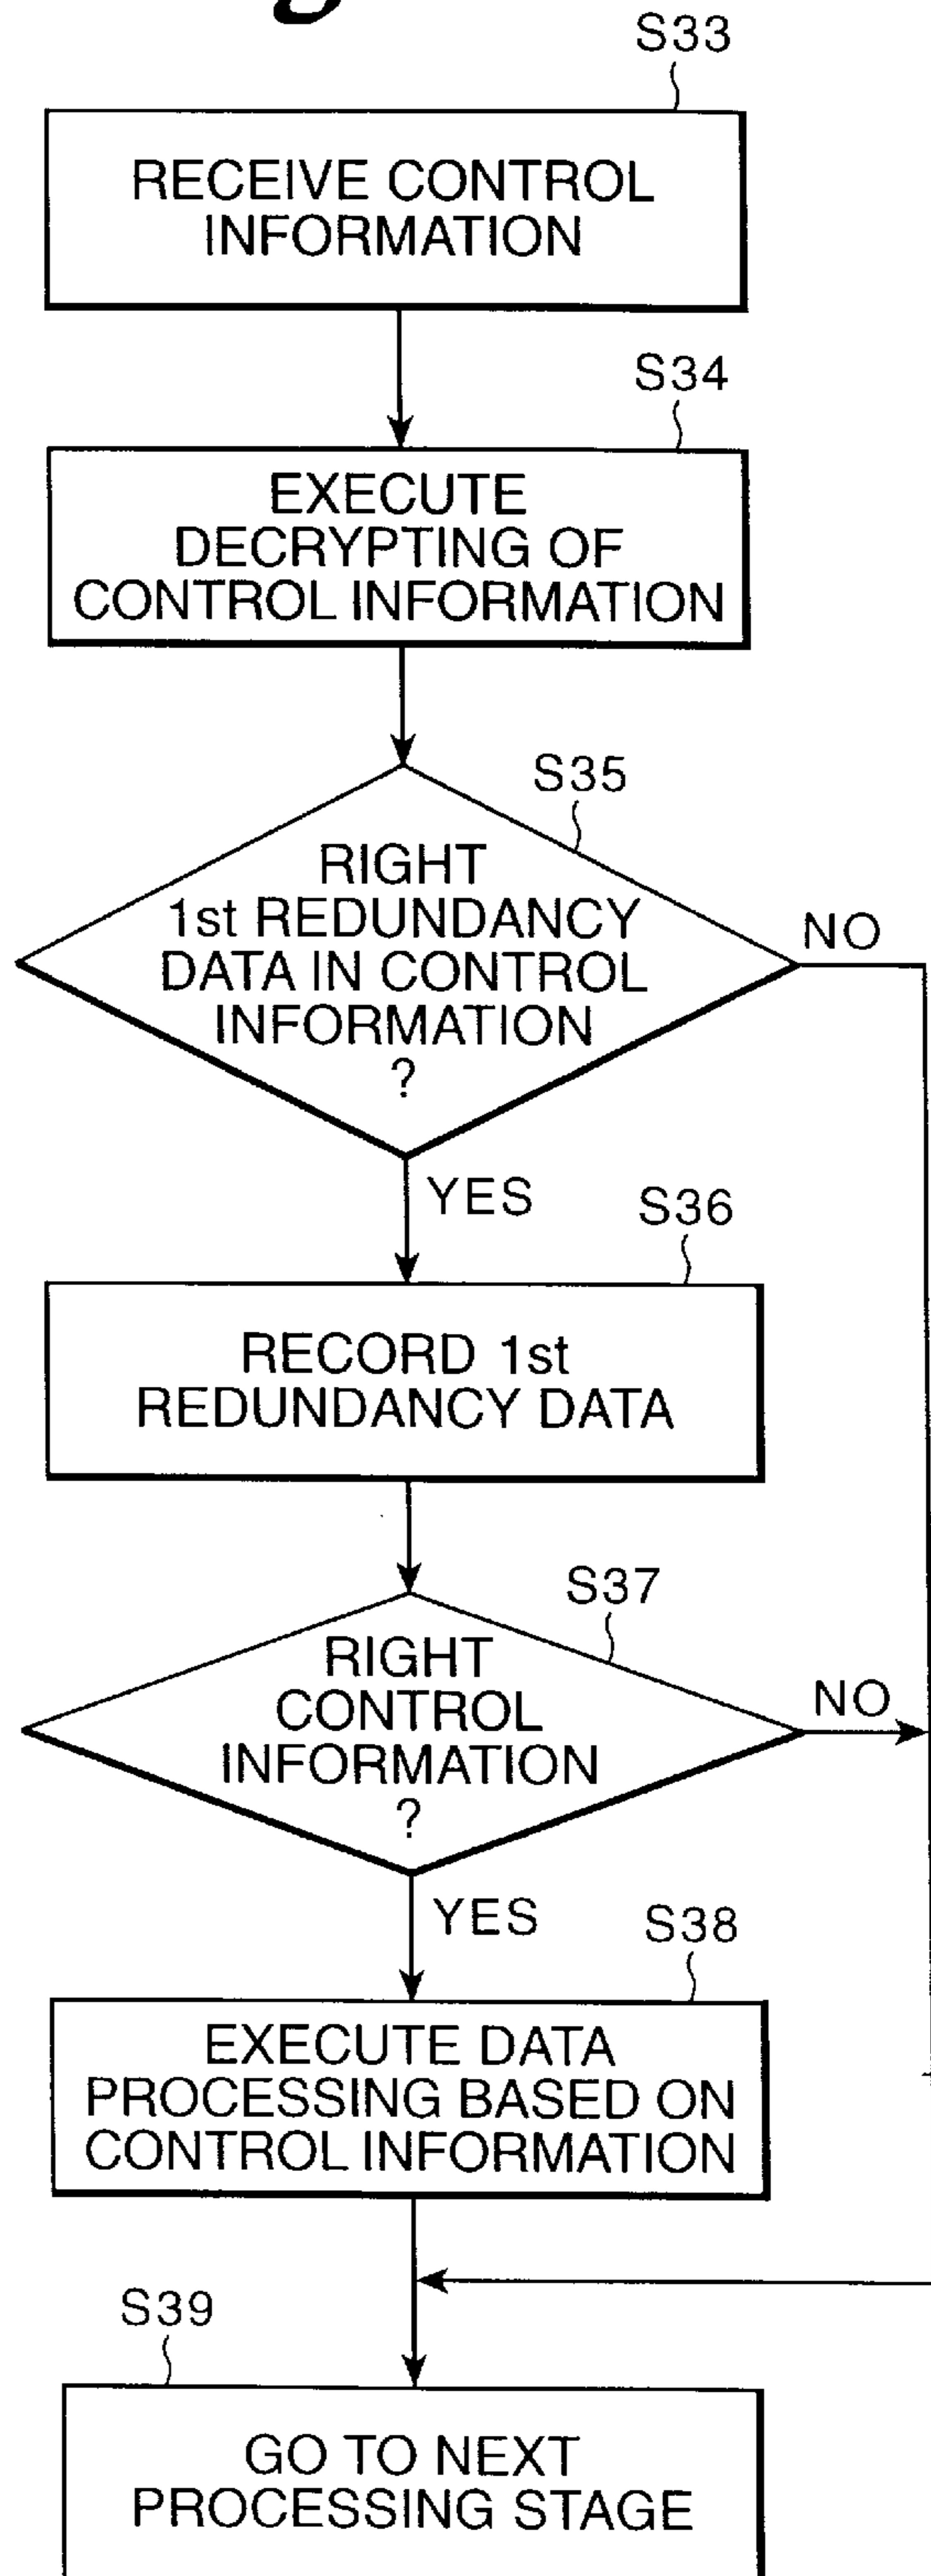 S33
RECEIVE CONTROL
INFORMATION
S34
EXECUTE
DECRYPTING OF
CONTROL INFORMATION
S35
RIGHT
1st REDUNDANCY
DATA IN CONTROL
INFORMATION
?
NO
YES
S36
RECORD 1st
REDUNDANCY DATA
S37
RIGHT
CONTROL
INFORMATION
?
NO
YES
S38
EXECUTE DATA
PROCESSING BASED ON
CONTROL INFORMATION
S39
GO TO NEXT
PROCESSING STAGE